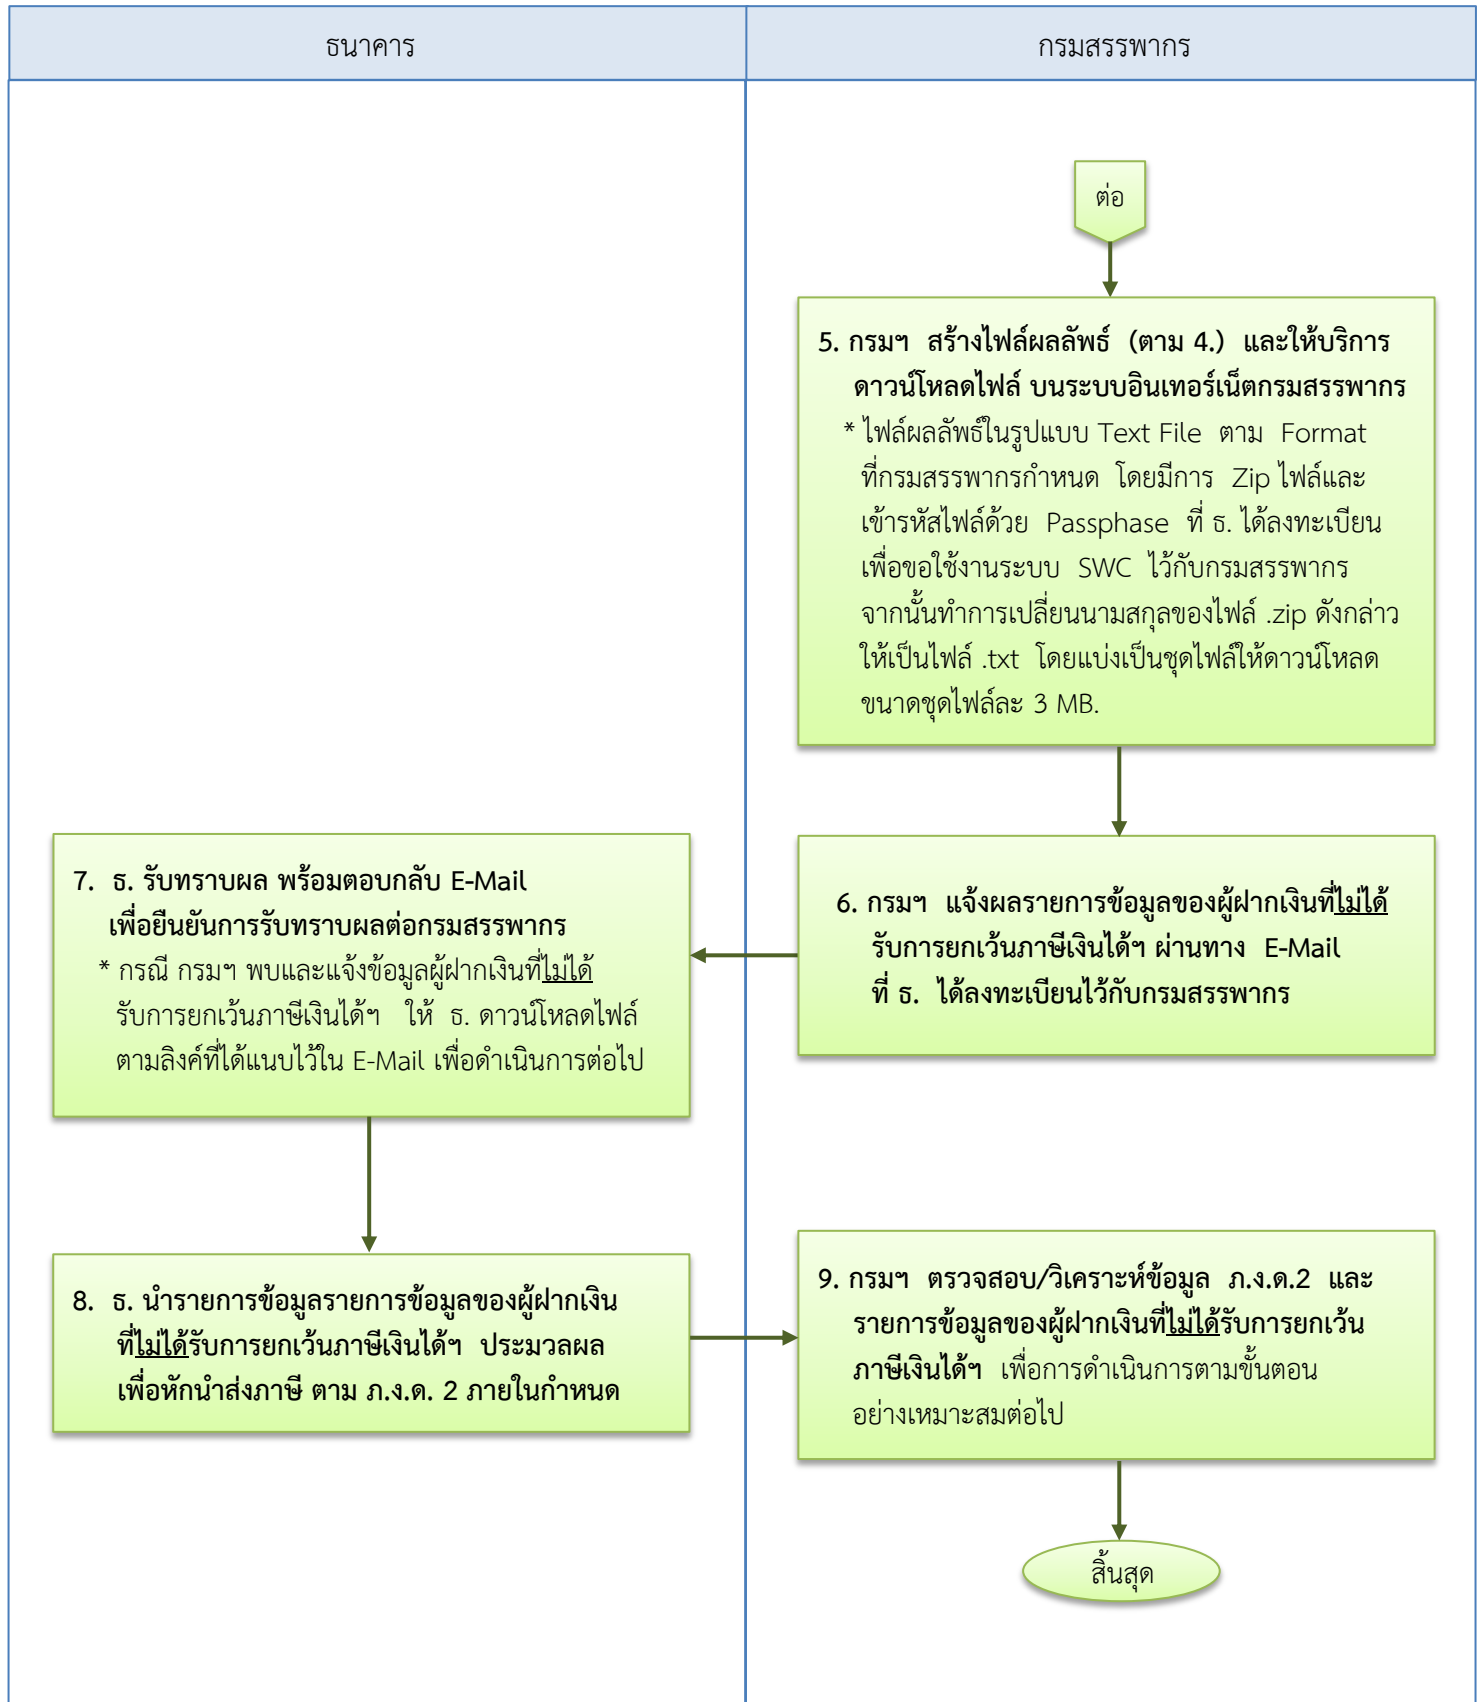 ธนาคาร
กรมสรรพากร
ต่อ
5. กรมฯ สร้างไฟล์ผลลัพธ์ (ตาม 4.) และให้บริการ
ดาวน์โหลดไฟล์ บนระบบอินเทอร์เน็ตกรมสรรพากร
* ไฟล์ผลลัพธ์ในรูปแบบ Text File ตาม Format
ที่กรมสรรพากรกำหนด โดยมีการ Zip ไฟล์และ
เข้ารหัสไฟล์ด้วย Passphase ที่ ธ. ได้ลงทะเบียน
เพื่อขอใช้งานระบบ SWC ไว้กับกรมสรรพากร
จากนั้นทำการเปลี่ยนนามสกุลของไฟล์ .zip ดังกล่าว
ให้เป็นไฟล์ .txt โดยแบ่งเป็นชุดไฟล์ให้ดาวน์โหลด
ขนาดชุดไฟล์ละ 3 MB.
6. กรมฯ แจ้งผลรายการข้อมูลของผู้ฝากเงินที่ไม่ได้
รับการยกเว้นภาษีเงินได้ฯ ผ่านทาง E-Mail
ที่ ธ. ได้ลงทะเบียนไว้กับกรมสรรพากร
7. ธ. รับทราบผล พร้อมตอบกลับ E-Mail
เพื่อยืนยันการรับทราบผลต่อกรมสรรพากร
* กรณี กรมฯ พบและแจ้งข้อมูลผู้ฝากเงินที่ไม่ได้
รับการยกเว้นภาษีเงินได้ฯ ให้ ธ. ดาวน์โหลดไฟล์
ตามลิงค์ที่ได้แนบไว้ใน E-Mail เพื่อดำเนินการต่อไป
8. ธ. นำรายการข้อมูลรายการข้อมูลของผู้ฝากเงิน
ที่ไม่ได้รับการยกเว้นภาษีเงินได้ฯ ประมวลผล
เพื่อหักนำส่งภาษี ตาม ภ.ง.ด. 2 ภายในกำหนด
9. กรมฯ ตรวจสอบ/วิเคราะห์ข้อมูล ภ.ง.ด.2 และ
รายการข้อมูลของผู้ฝากเงินที่ไม่ได้รับการยกเว้น
ภาษีเงินได้ฯ เพื่อการดำเนินการตามขั้นตอน
อย่างเหมาะสมต่อไป
สิ้นสุด